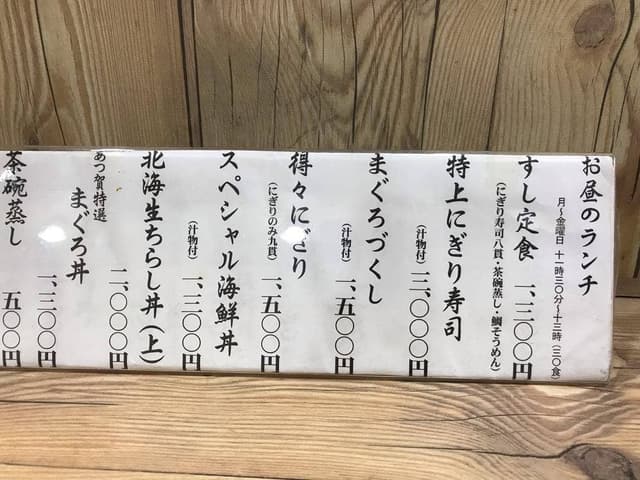 お昼のランチ
月～金曜日 十一時三〇分～十三時(三〇食)
すし定食 一、三〇〇円
(にぎり寿司八貫・茶碗蒸し・鯛そうめん)
特上にぎり寿司
(汁物付) 三、〇〇〇円
まぐろづくし
(汁物付) 一、五〇〇円
得々にぎり
(にぎりのみ九貫) 一、五〇〇円
スペシャル海鮮丼
(汁物付) 一、三〇〇円
北海生ちらし丼(上)
二、〇〇〇円
あつ賀特選 まぐろ丼
一、三〇〇円
茶碗蒸し 五〇〇円